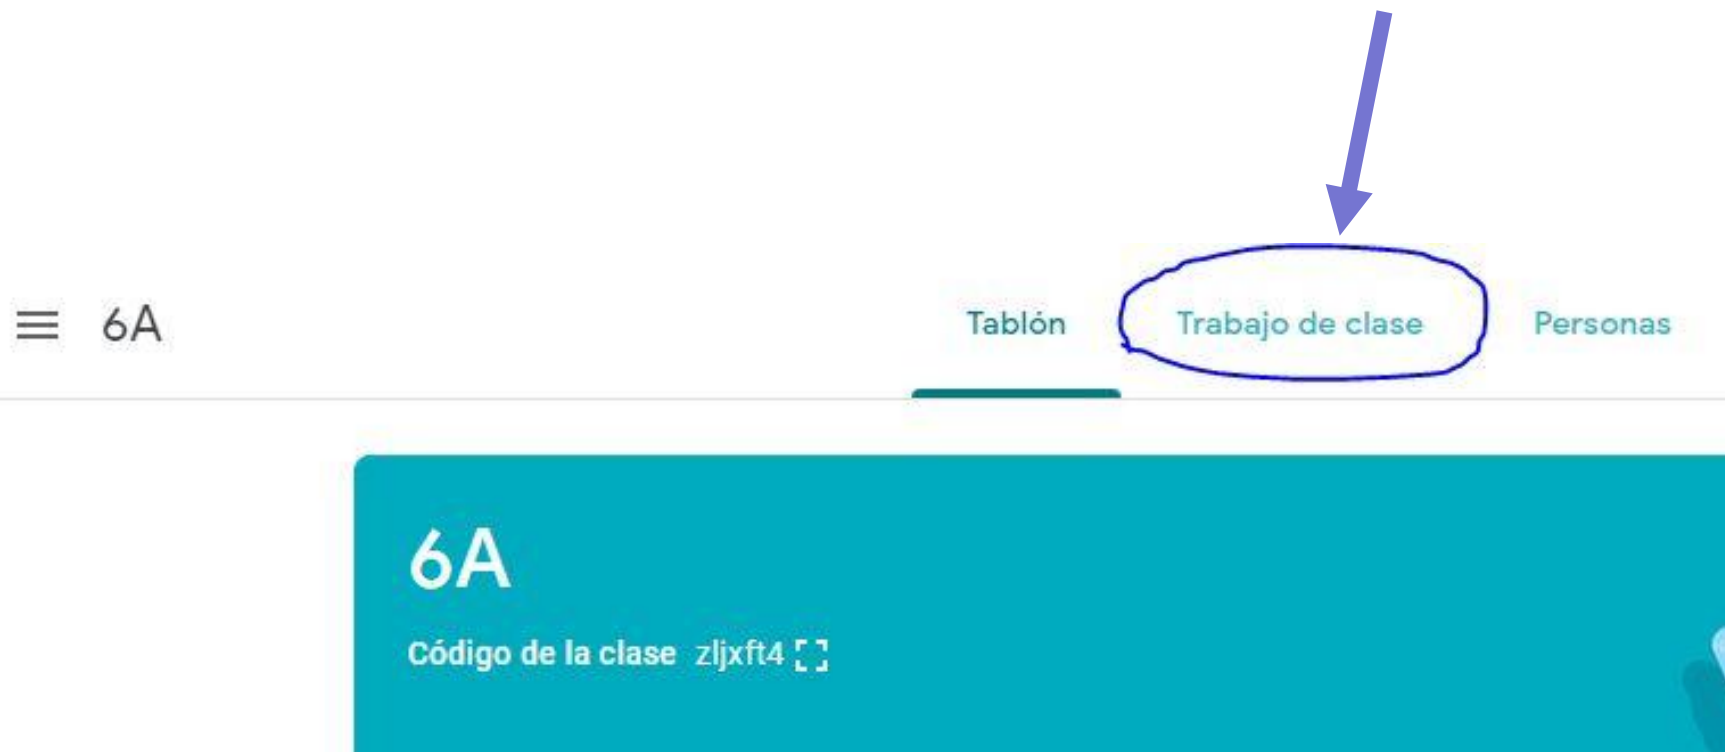 6A
Tablón
Trabajo de clase
Personas
6A
Código de la clase zljxft4